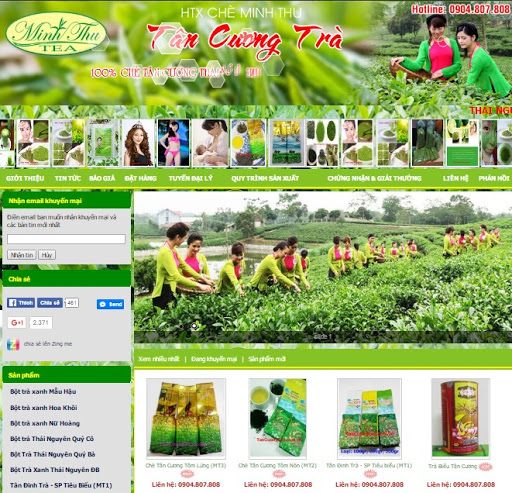 HTX CHÈ MINH THU
Hotline: 0904.807.808
Minh Thu
TEA
Tân Cương Trà
100% CHÈ TÂN CƯƠNG THÁI
THÁI NGU
GIỚI THIỆU TIN TỨC BÁO GIÁ ĐẶT HÀNG TUYỂN ĐẠI LÝ QUY TRÌNH SẢN XUẤT CHỨNG NHẬN & GIẢI THƯỞNG LIÊN HỆ PHẢN HỒI
Nhận email khuyến mại
Điền email bạn muốn nhận khuyến mại và
các bản tin mới nhất
Nhận tin Hủy
Chia sẻ
Thích Chia sẻ 461 Send
G+1 2.371
chia sẻ lên Zing me
Sản phẩm
Bột trà xanh Mẫu Hậu
Bột trà xanh Hoa Khôi
Bột trà xanh Nữ Hoàng
Bột trà Thái Nguyên Quý Cô
Bột Trà Thái Nguyên Quý Bà
Bột Trà Xanh Thái Nguyên ĐB
Tân Đinh Trà - SP Tiêu Biểu (MT1)
Slide 1
Xem nhiều nhất | Đang khuyến mại | Sản phẩm mới
Chè Tân Cương Tôm Lửng (MT3)
Liên hệ: 0904.807.808
Chè Tân Cương Tôm Nõn (MT2)
Liên hệ: 0904.807.808
Tân Đinh Trà - SP Tiêu Biểu (MT1)
Liên hệ: 0904.807.808
Trà Biếu Tân Cương
Liên hệ: 0904.807.808